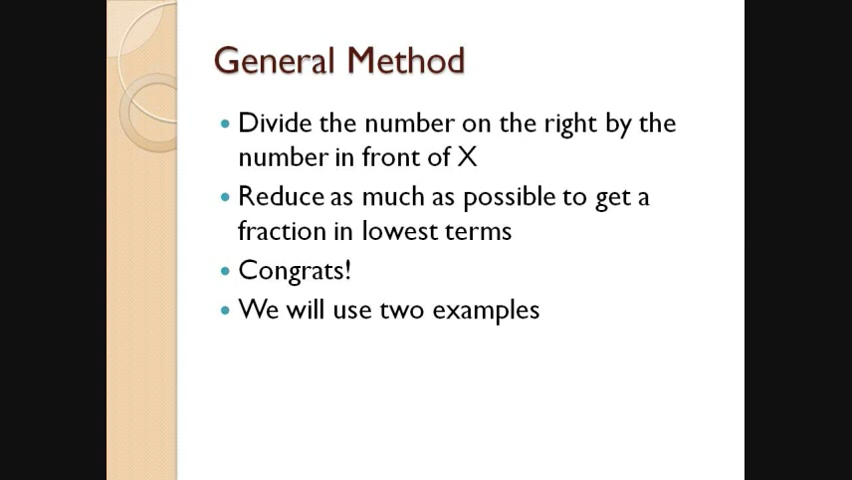 General Method
• Divide the number on the right by the
number in front of X
• Reduce as much as possible to get a
fraction in lowest terms
• Congrats!
• We will use two examples